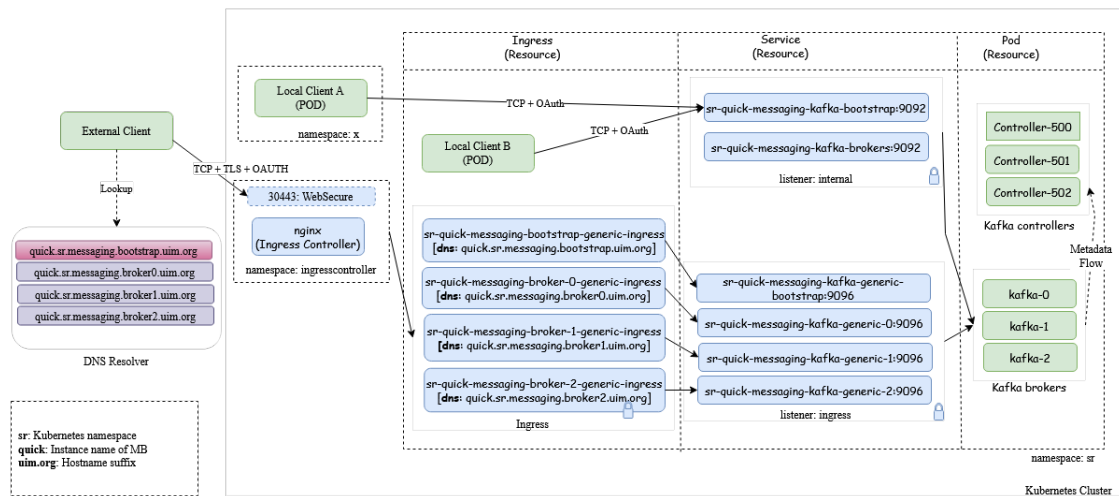 Ingress
(Resource)
Service
(Resource)
Pod
(Resource)
Local Client A
(POD)
namespace: x
TCP + OAuth
sr-quick-messaging-kafka-bootstrap:9092
External Client
Local Client B
(POD)
TCP + OAuth
sr-quick-messaging-kafka-brokers:9092
listener: internal
Controller-500
Controller-501
Controller-502
Kafka controllers
TCP + TLS + OAUTH
Lookup
30443: WebSecure
nginx
(Ingress Controller)
namespace: ingresscontroller
quick.sr.messaging.bootstrap.uim.org
quick.sr.messaging.broker0.uim.org
quick.sr.messaging.broker1.uim.org
quick.sr.messaging.broker2.uim.org
DNS Resolver
sr-quick-messaging-bootstrap-generic-ingress
[dns: quick.sr.messaging.bootstrap.uim.org]
sr-quick-messaging-broker-0-generic-ingress
[dns: quick.sr.messaging.broker0.uim.org]
sr-quick-messaging-broker-1-generic-ingress
[dns: quick.sr.messaging.broker1.uim.org]
sr-quick-messaging-broker-2-generic-ingress
[dns: quick.sr.messaging.broker2.uim.org]
Ingress
sr-quick-messaging-kafka-generic-
bootstrap:9096
sr-quick-messaging-kafka-generic-0:9096
sr-quick-messaging-kafka-generic-1:9096
sr-quick-messaging-kafka-generic-2:9096
listener: ingress
Metadata
Flow
kafka-0
kafka-1
kafka-2
Kafka brokers
namespace: sr
sr: Kubernetes namespace
quick: Instance name of MB
uim.org: Hostname suffix
Kubernetes Cluster